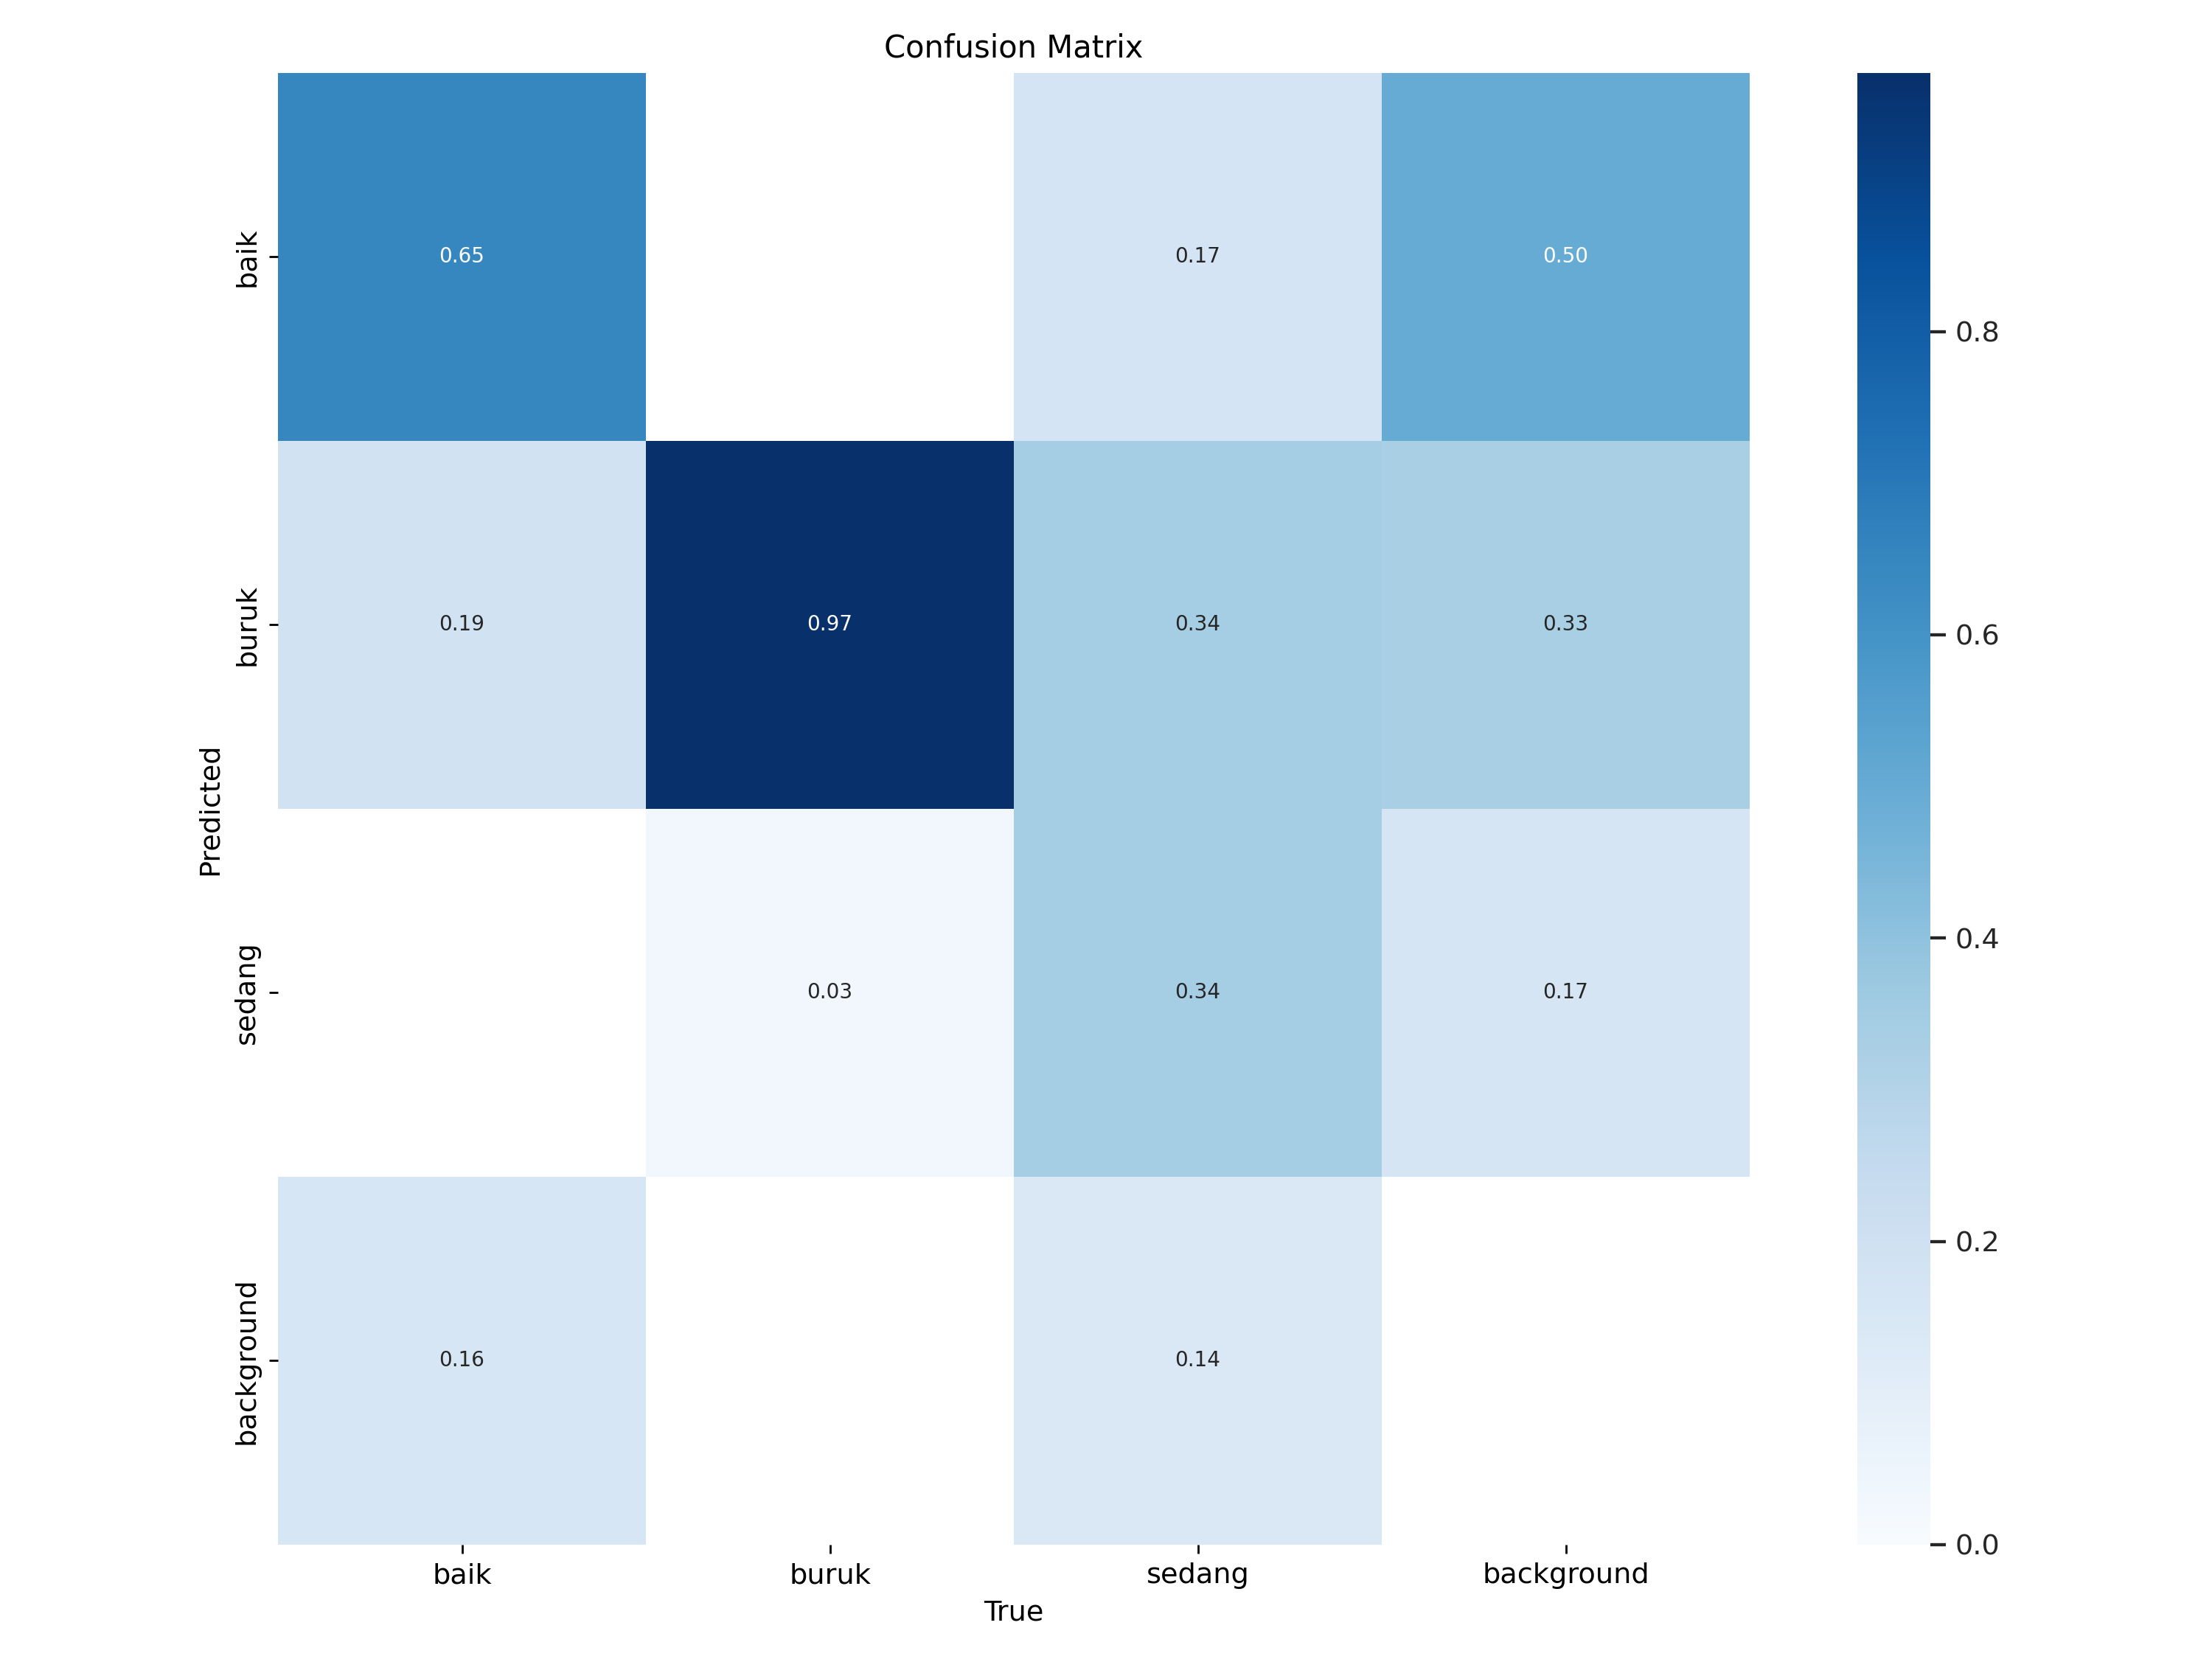 Confusion Matrix
baik
0.65
0.17
0.50
buruk
0.19
0.97
0.34
0.33
Predicted
sedang
0.03
0.34
0.17
background
0.16
0.14
baik
buruk
sedang
background
True
0.8
0.6
0.4
0.2
0.0